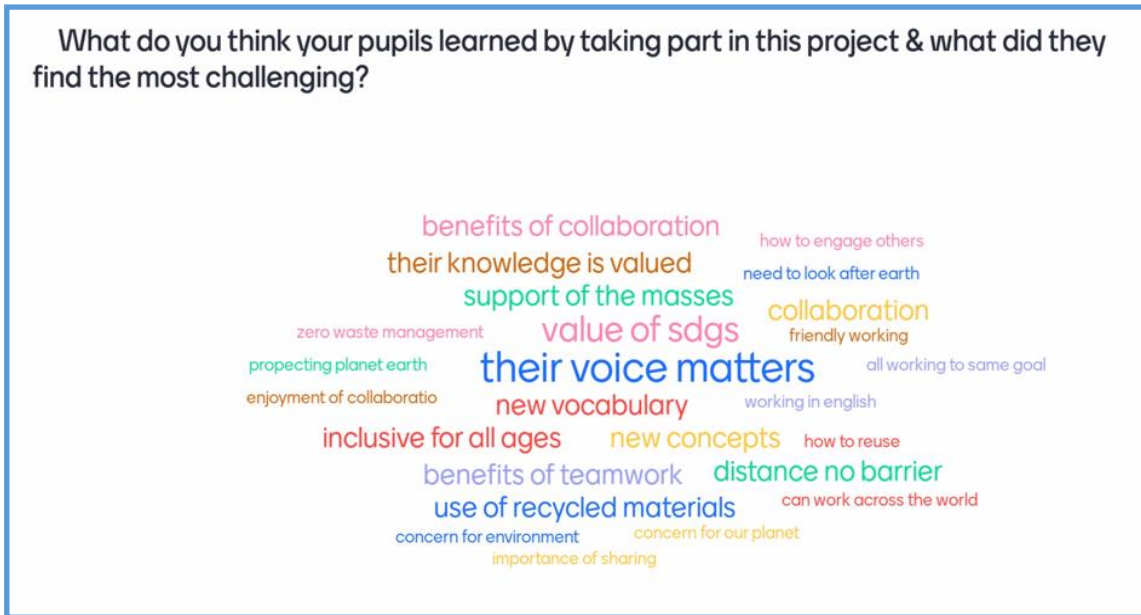 What do you think your pupils learned by taking part in this project & what did they
find the most challenging?
benefits of collaboration
how to engage others
their knowledge is valued
need to look after earth
support of the masses
collaboration
zero waste management
value of sdgs
friendly working
propecting planet earth
their voice matters
all working to same goal
enjoyment of collaboratio
new vocabulary
working in english
inclusive for all ages
new concepts
how to reuse
benefits of teamwork
distance no barrier
use of recycled materials
can work across the world
concern for environment
concern for our planet
importance of sharing